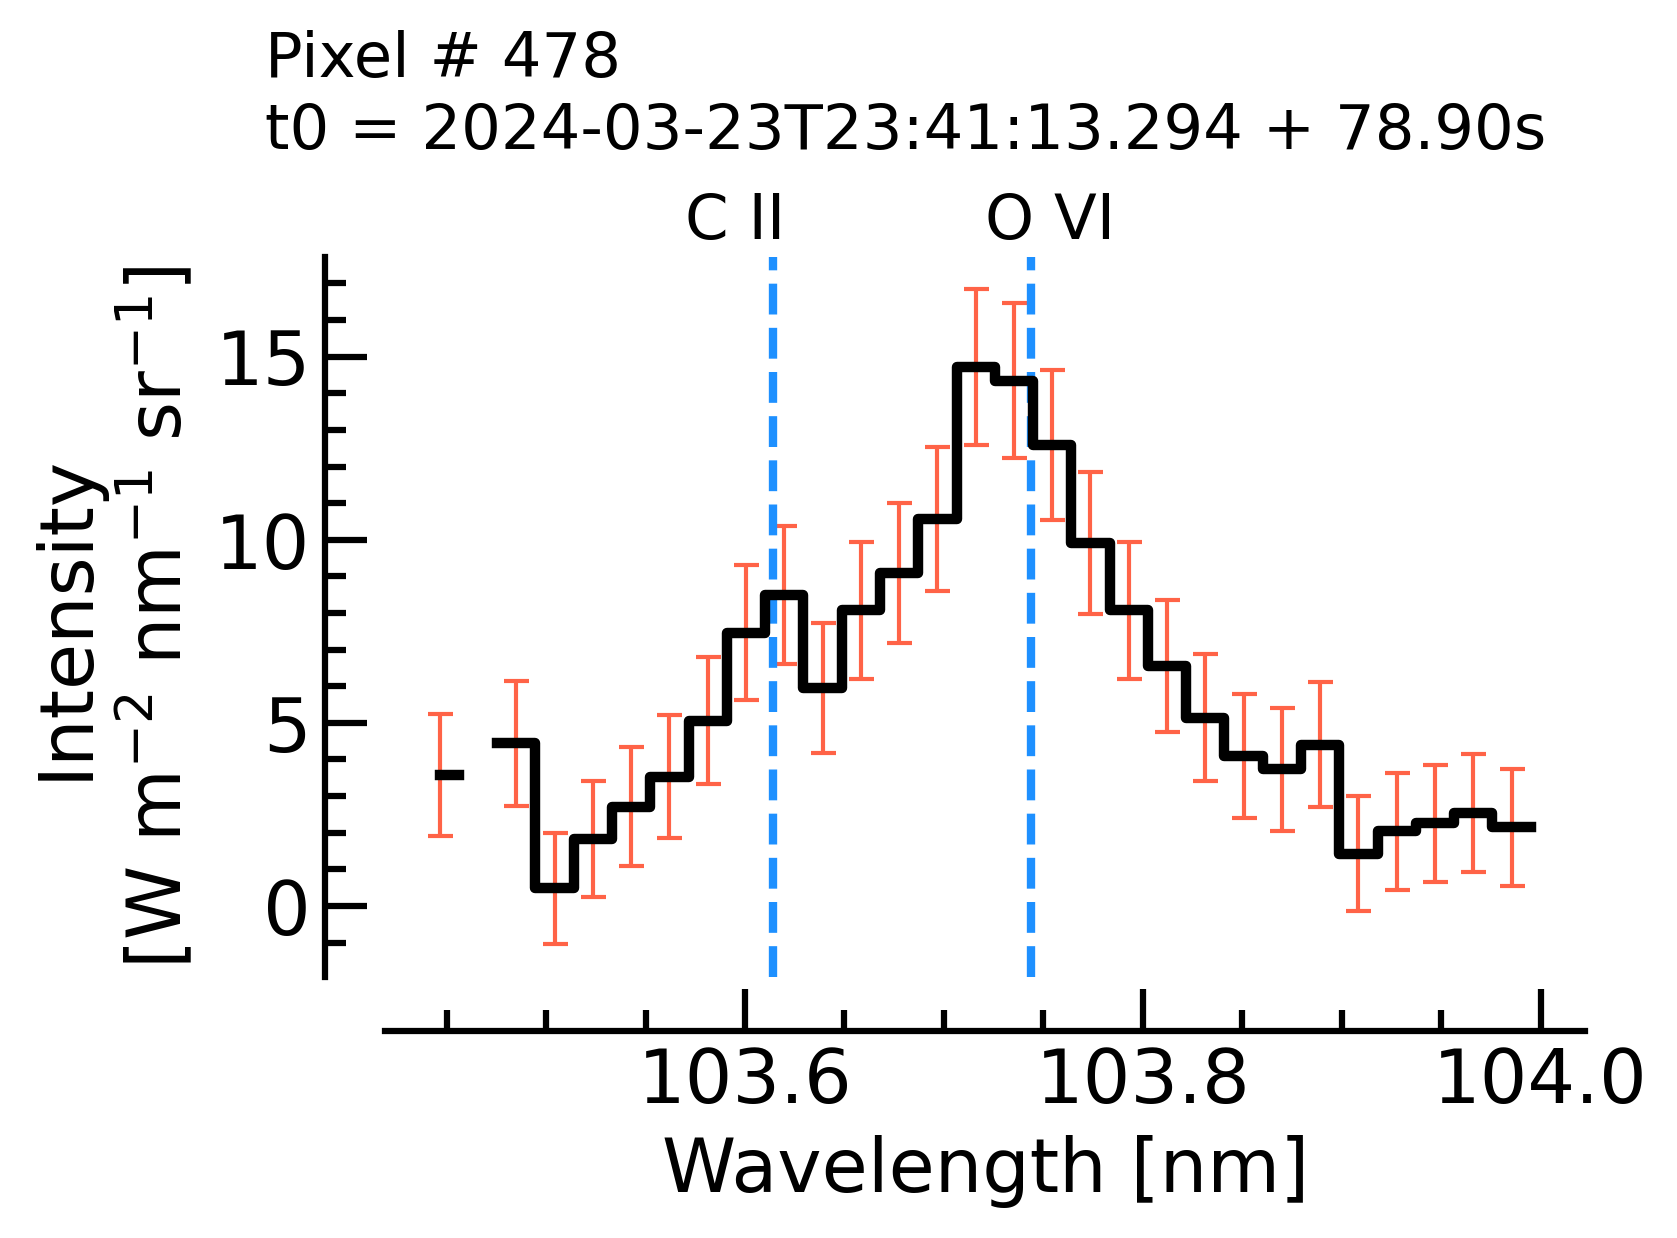 Pixel # 478
t0 = 2024-03-23T23:41:13.294 + 78.90s
C II
O VI
Intensity
[W m⁻² nm⁻¹ sr⁻¹]
15
10
5
0
103.6
103.8
104.0
Wavelength [nm]